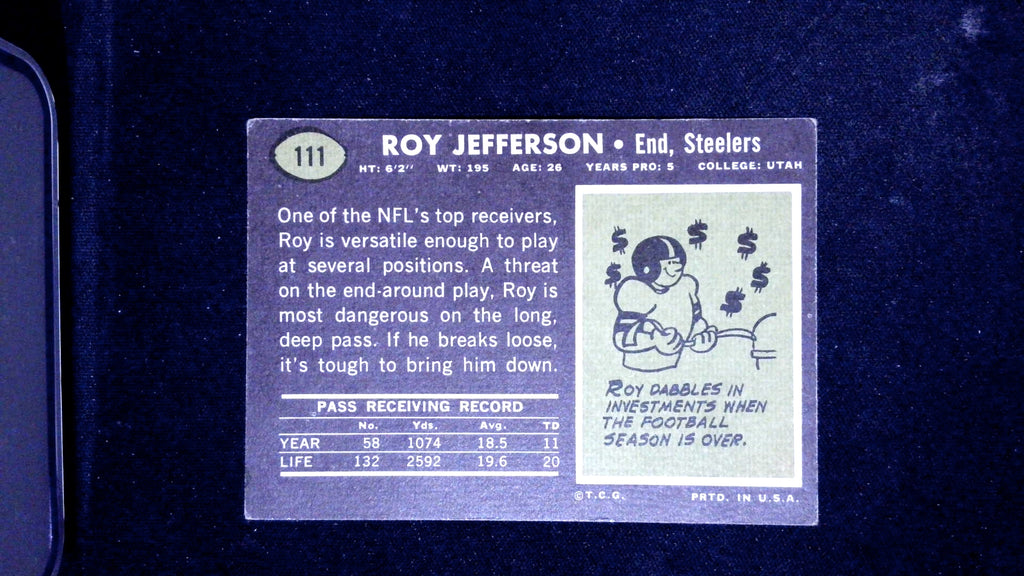 111
ROY JEFFERSON • End, Steelers
HT: 6'2" WT: 195 AGE: 26 YEARS PRO: 5 COLLEGE: UTAH
One of the NFL's top receivers,
Roy is versatile enough to play
at several positions. A threat
on the end-around play, Roy is
most dangerous on the long,
deep pass. If he breaks loose,
it's tough to bring him down.
PASS RECEIVING RECORD
No. Yds. Avg. TD
YEAR 58 1074 18.5 11
LIFE 132 2592 19.6 20
$ $ $ $ $ $
ROY DABBLES IN
INVESTMENTS WHEN
THE FOOTBALL
SEASON IS OVER.
©T.C.G. PRTD. IN U.S.A.